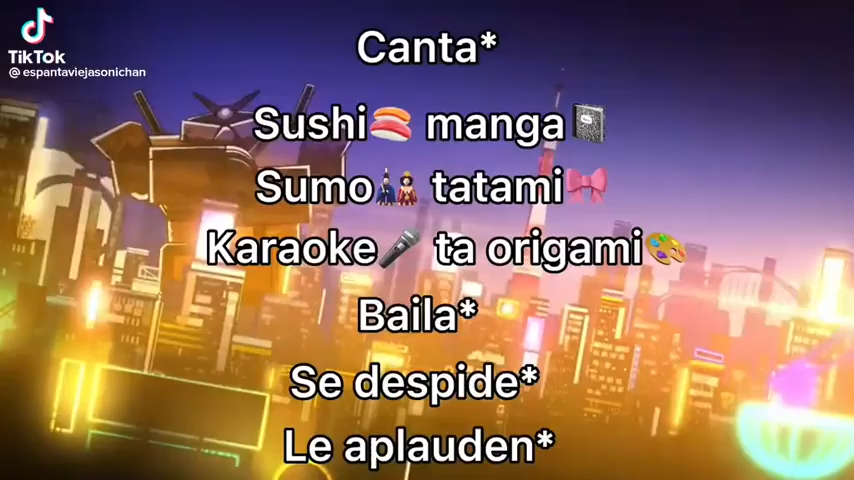 TikTok
@ espantaviejasonichan
Canta*
Sushi🍣 manga📓
Sumo🎎 tatami🎀
Karaoke🎤 ta origami🎨
Baila*
Se despide*
Le aplauden*